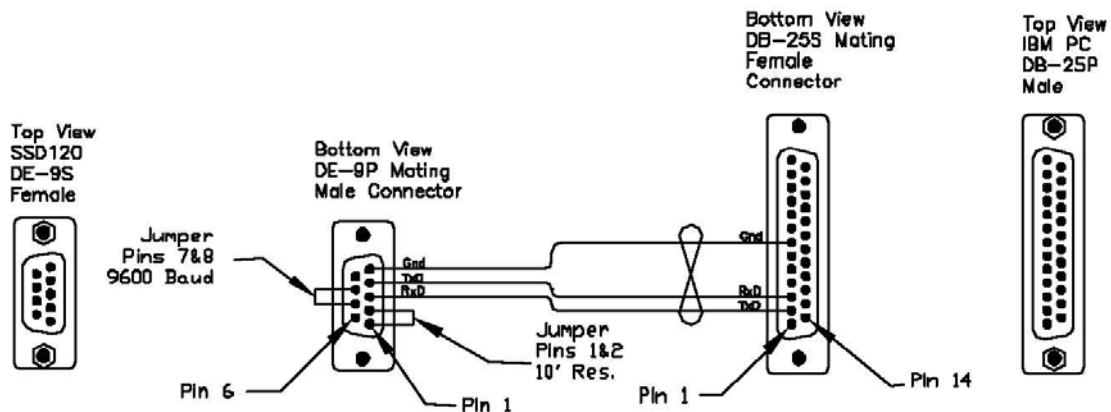 Top View
SSD120
DE-9S
Female
Jumper
Pins 7&8
9600 Baud
Bottom View
DE-9P Mating
Male Connector
Gnd
TxD
RxD
Jumper
Pins 1&2
10' Res.
Pin 6
Pin 1
Bottom View
DB-25S Mating
Female
Connector
Gnd
RxD
TxD
Pin 1
Pin 14
Top View
IBM PC
DB-25P
Male